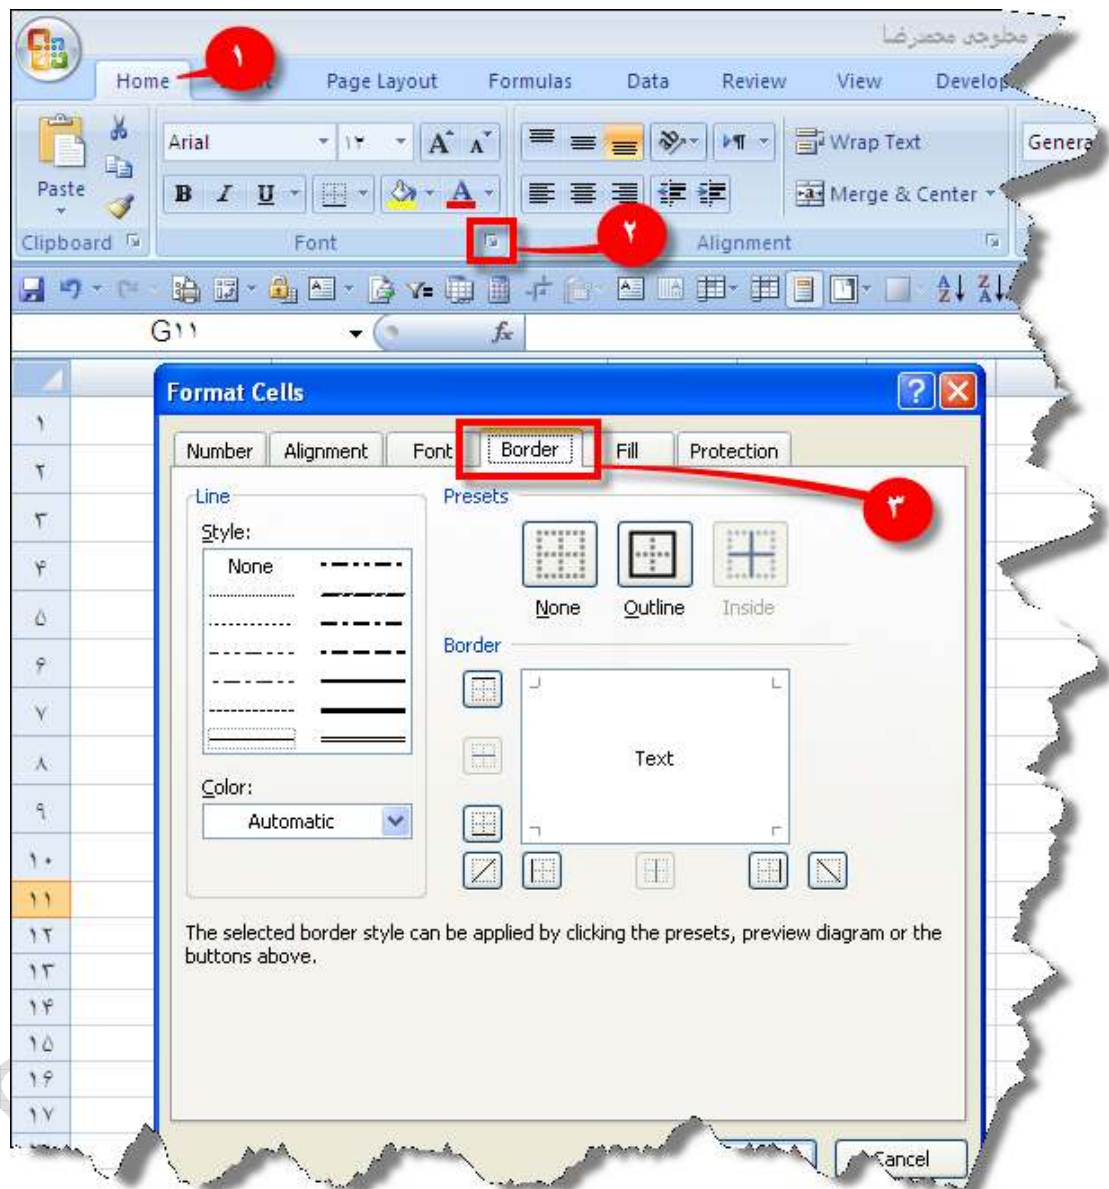 محلوجی محمدرضا
۱
Home Page Layout Formulas Data Review View Develop
Arial ۱۲ A A Wrap Text Genera
Paste B I U A Merge & Center
۲
Clipboard Font Alignment
G۱۱ fx
Format Cells
۱
Number Alignment Font Border Fill Protection
۲
Line Presets
۳
۳
Style:
None
۴
None Outline Inside
۵
Border
۶
۷
Text
۸
Color:
Automatic
۹
۱۰
۱۱
The selected border style can be applied by clicking the presets, preview diagram or the
۱۲
buttons above.
۱۳
۱۴
۱۵
۱۶
۱۷
Cancel